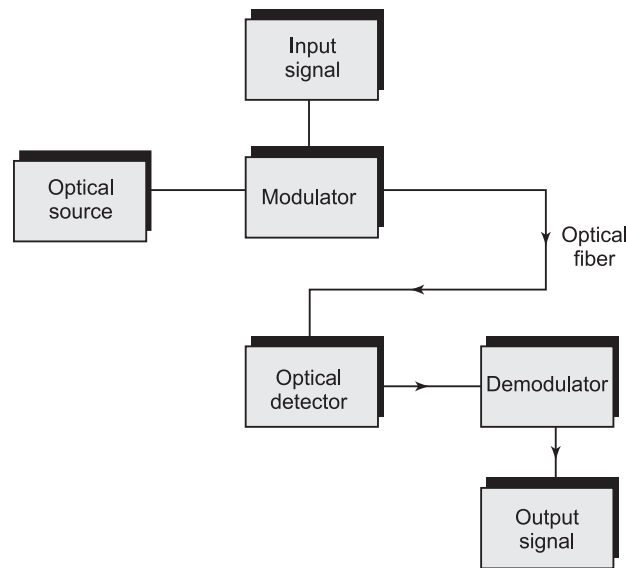 Input
signal
Optical
source
Modulator
Optical
fiber
Optical
detector
Demodulator
Output
signal